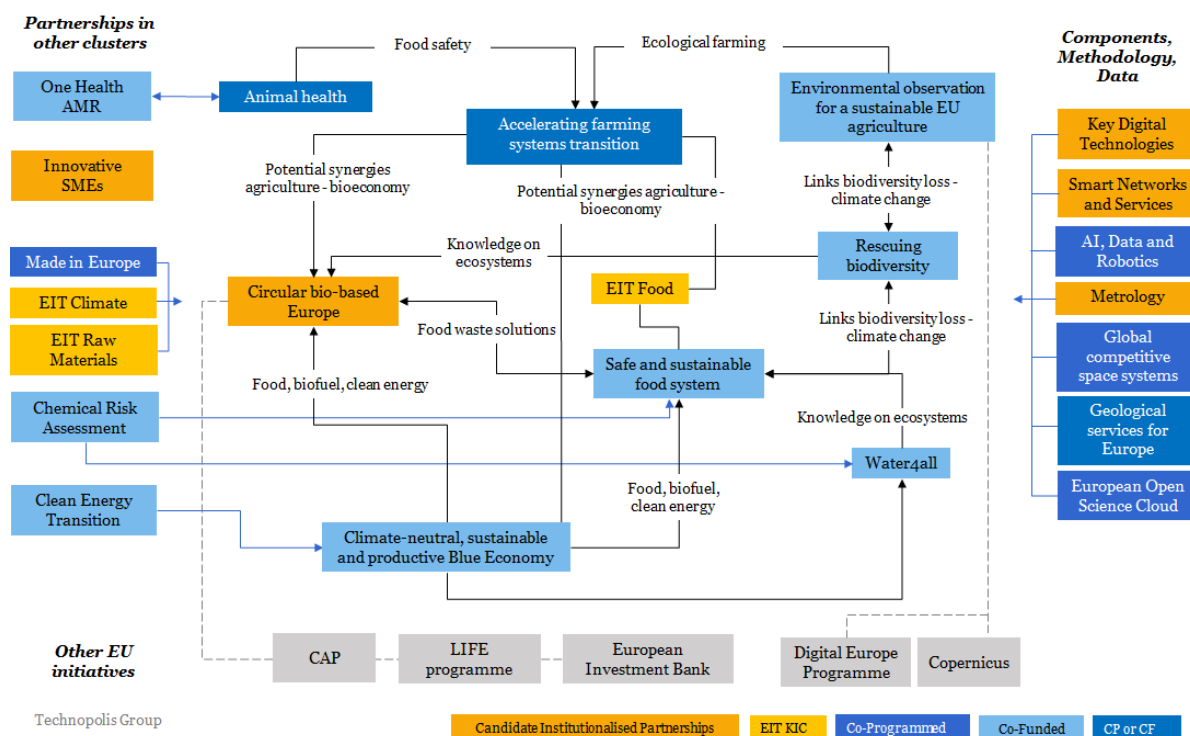 Partnerships in
other clusters
Food safety
Ecological farming
Components,
Methodology,
Data
One Health
AMR
Animal health
Environmental observation
for a sustainable EU
agriculture
Accelerating farming
systems transition
Key Digital
Technologies
Innovative
SMEs
Potential synergies
agriculture - bioeconomy
Potential synergies agriculture -
bioeconomy
Links biodiversity loss -
climate change
Smart Networks
and Services
Made in Europe
Knowledge on
ecosystems
Rescuing
biodiversity
AI, Data and
Robotics
EIT Climate
Circular bio-based
Europe
EIT Food
Metrology
EIT Raw
Materials
Food waste solutions
Links biodiversity loss -
climate change
Global
competitive
space systems
Food, biofuel, clean energy
Safe and sustainable
food system
Chemical Risk
Assessment
Knowledge on ecosystems
Geological
services for
Europe
Water4all
Clean Energy
Transition
Food, biofuel,
clean energy
European Open
Science Cloud
Climate-neutral, sustainable
and productive Blue Economy
Other EU
initiatives
CAP
LIFE
programme
European
Investment Bank
Digital Europe
Programme
Copernicus
Technopolis Group
Candidate Institutionalised Partnerships
EIT KIC
Co-Programmed
Co-Funded
CP or CF